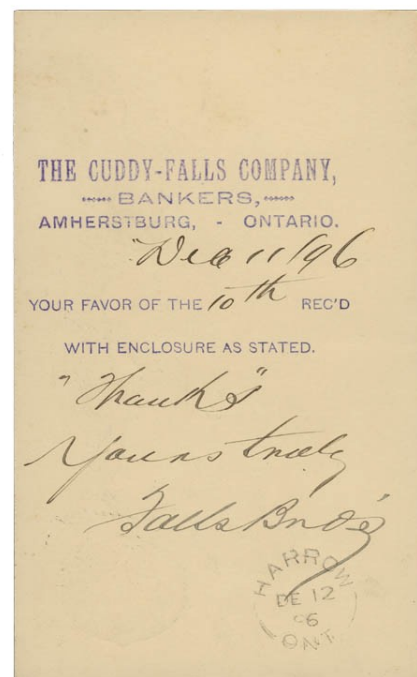 THE CUDDY-FALLS COMPANY,
BANKERS,
AMHERSTBURG, - ONTARIO.
Dec 11/96
YOUR FAVOR OF THE 10th REC'D
WITH ENCLOSURE AS STATED.
"Thanks"
Yours truly
Falls Bros
HARROW
DE 12
96
ONT.